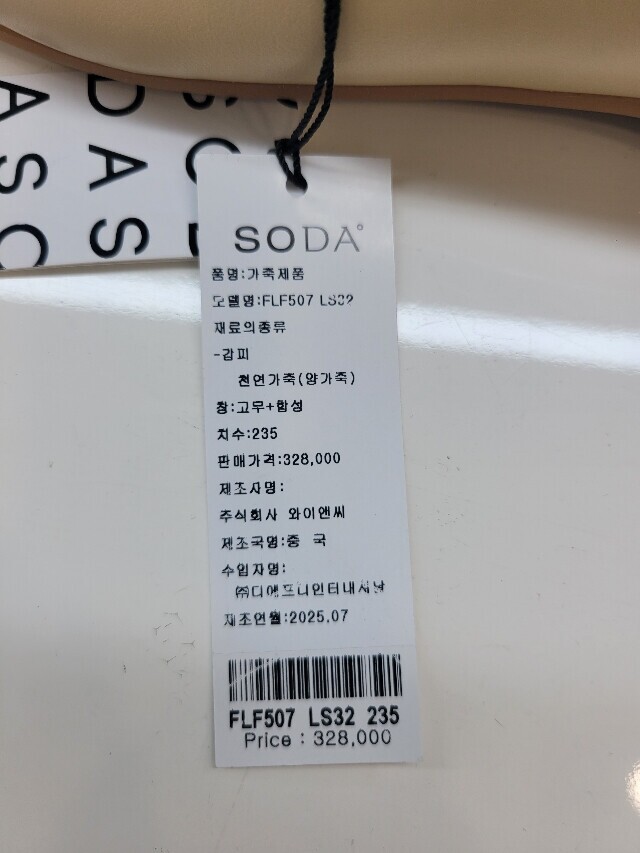 SODA
품명:가죽제품
모델명:FLF507 LS32
재료의종류
-갑피
천연가죽(양가죽)
창:고무+합성
치수:235
판매가격:328,000
제조사명:
주식회사 와이앤씨
제조국명:중 국
수입자명:
㈜디에프디인터내셔날
제조연월:2025.07
FLF507 LS32 235
Price : 328,000